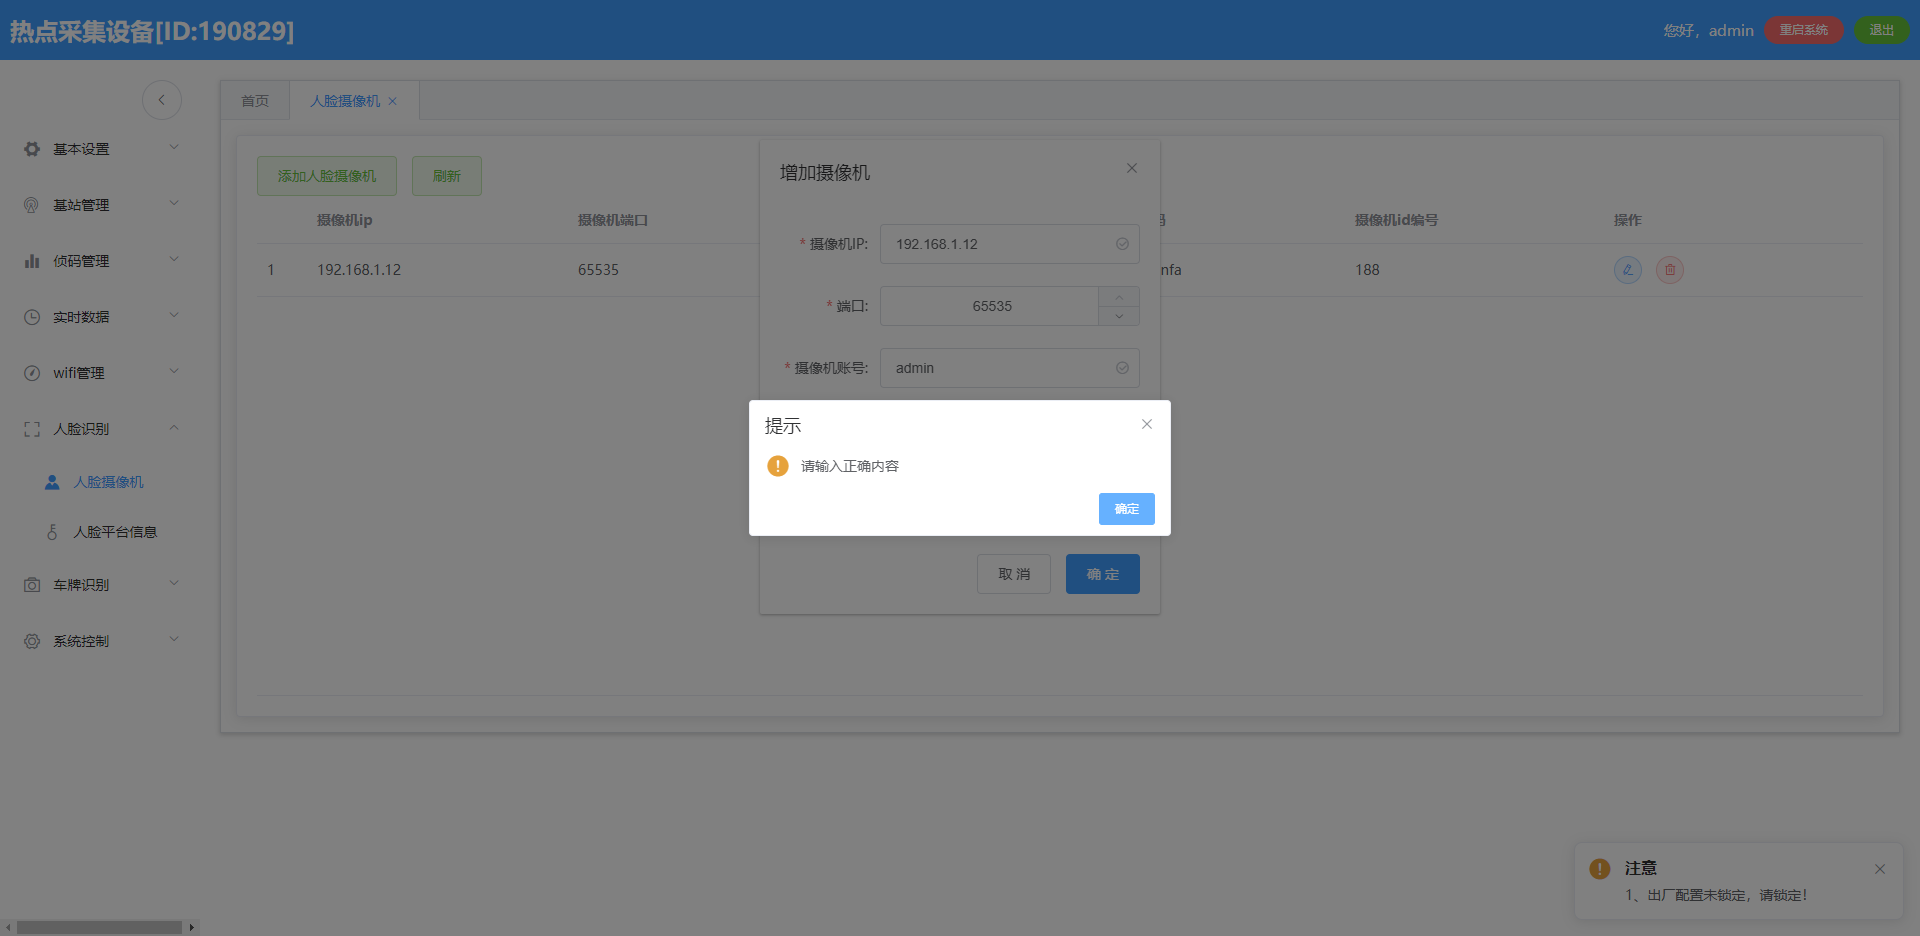 热点采集设备[ID:190829]
您好，admin
重启系统
退出
首页
人脸摄像机
基本设置
基站管理
侦码管理
实时数据
wifi管理
人脸识别
人脸摄像机
人脸平台信息
车牌识别
系统控制
添加人脸摄像机
刷新
摄像机ip
摄像机端口
码
摄像机id编号
操作
1
192.168.1.12
65535
nfa
188
增加摄像机
* 摄像机IP:
192.168.1.12
* 端口:
65535
* 摄像机账号:
admin
提示
请输入正确内容
确定
取 消
确 定
注意
1、出厂配置未锁定，请锁定！